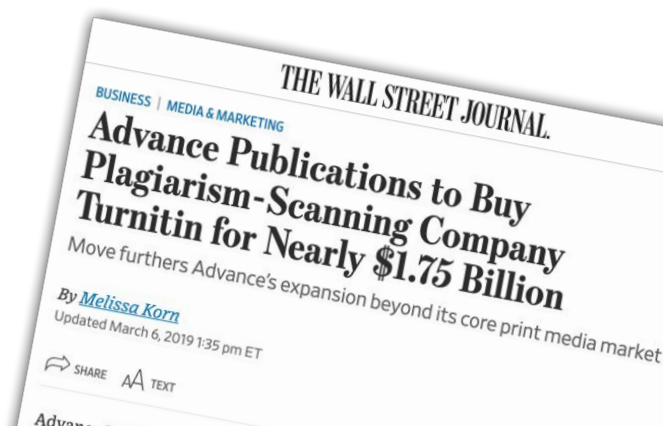 THE WALL STREET JOURNAL.
BUSINESS | MEDIA & MARKETING
Advance Publications to Buy
Plagiarism-Scanning Company
Turnitin for Nearly $1.75 Billion
Move furthers Advance's expansion beyond its core print media market
By Melissa Korn
Updated March 6, 2019 1:35 pm ET
SHARE AA TEXT